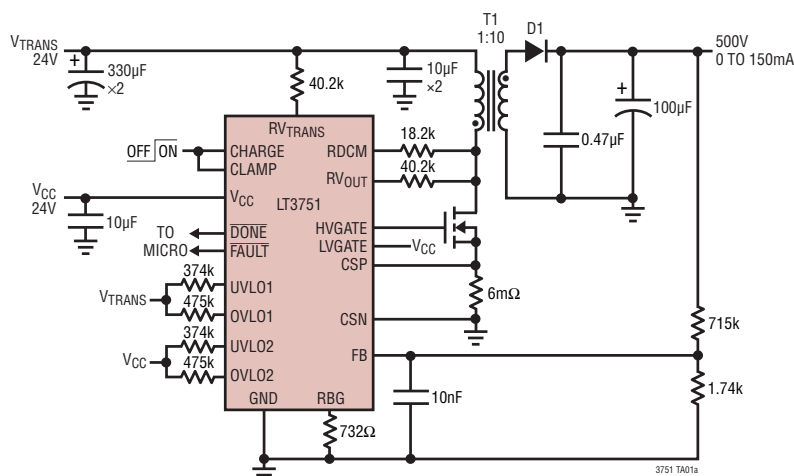 T1
1:10
D1
VTRANS
24V
+
330µF
×2
40.2k
10µF
×2
500V
0 TO 150mA
+
100µF
0.47µF
OFF ON
CHARGE
CLAMP
RVTRANS
RDCM
18.2k
RVOUT
40.2k
VCC
24V
10µF
VCC
LT3751
TO
MICRO
DONE
FAULT
HVGATE
LVGATE
VCC
CSP
6mΩ
CSN
VTRANS
374k
UVLO1
475k
OVLO1
VCC
374k
UVLO2
475k
OVLO2
FB
715k
1.74k
10nF
GND
RBG
732Ω
3751 TA01a